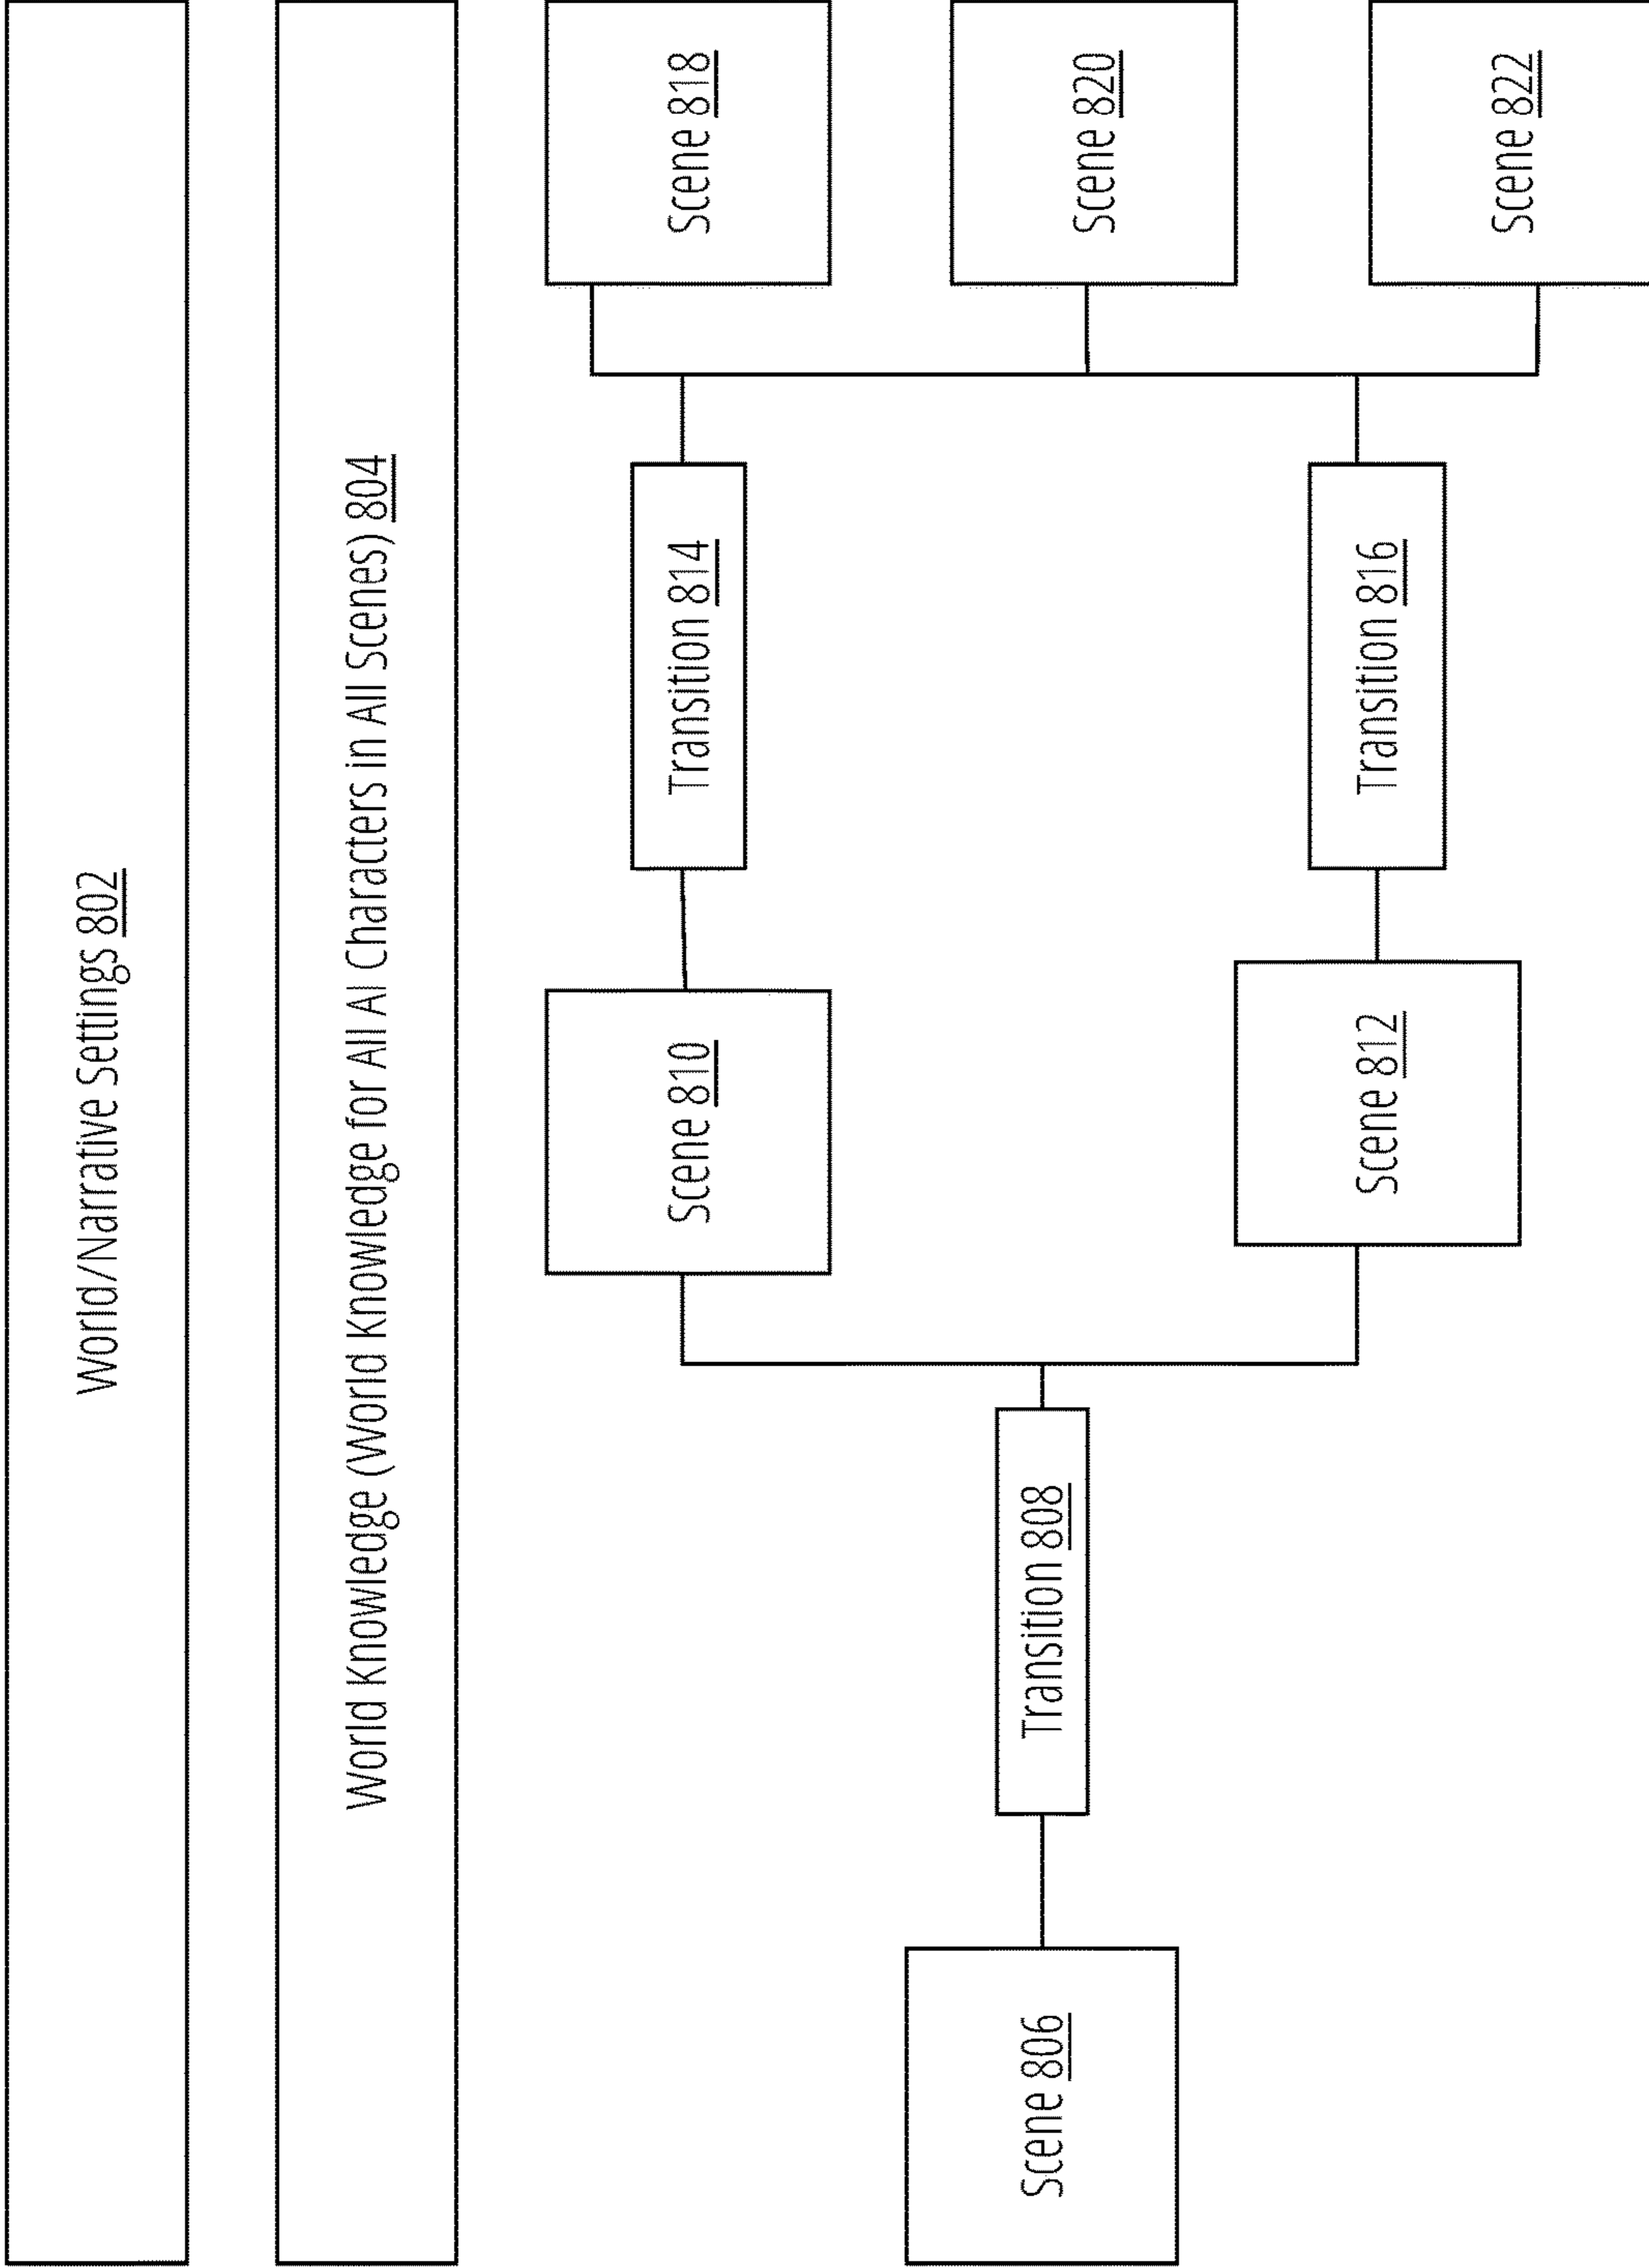 World/Narrative Settings 802
World Knowledge (World Knowledge for All AI Characters in All Scenes) 804
Scene 806
Transition 808
Scene 810
Scene 812
Transition 814
Transition 816
Scene 818
Scene 820
Scene 822